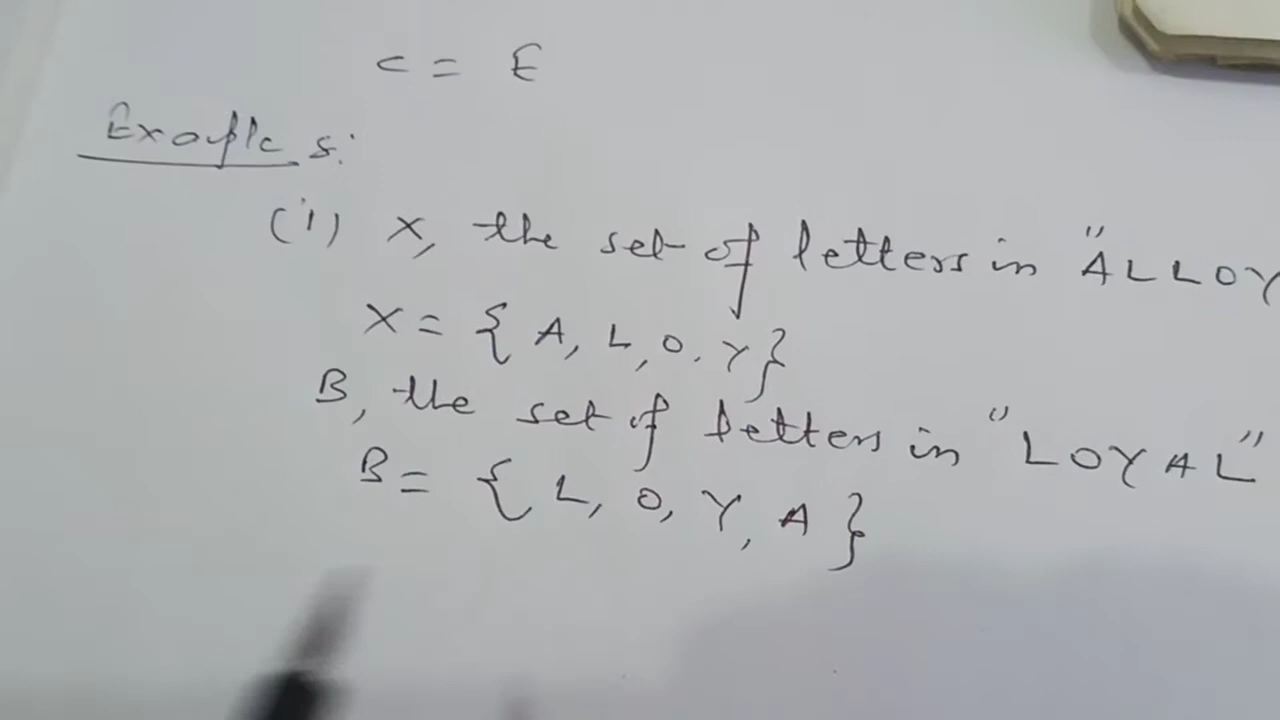 C = E
Examples:
(i) X, the set of letters in "ALLOY
X = { A, L, O, Y }
B, the set of letters in "LOYAL"
B = { L, O, Y, A }